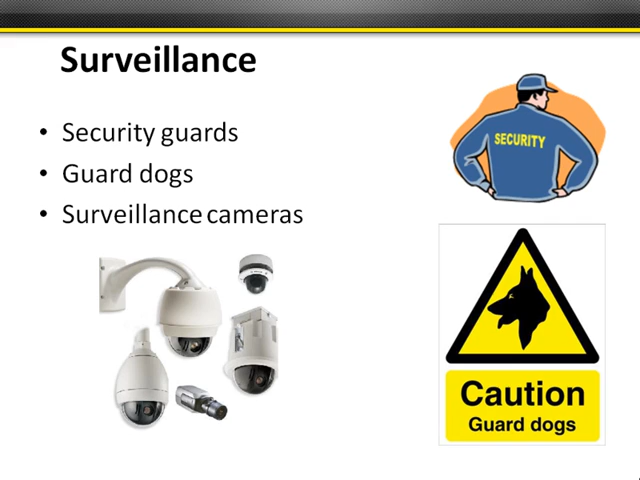 Surveillance
• Security guards
• Guard dogs
• Surveillance cameras
SECURITY
Caution
Guard dogs